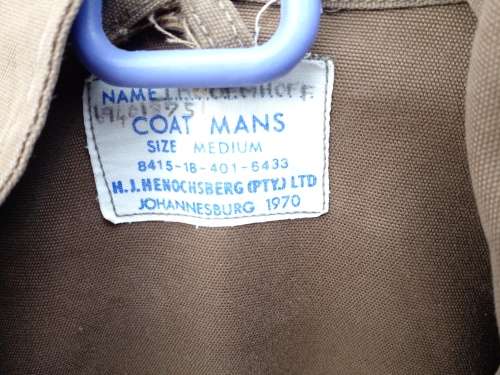 NAME
COAT MANS
SIZE MEDIUM
8415-18-401-6433
H.J.HENOCHSBERG (PTY.) LTD
JOHANNESBURG 1970